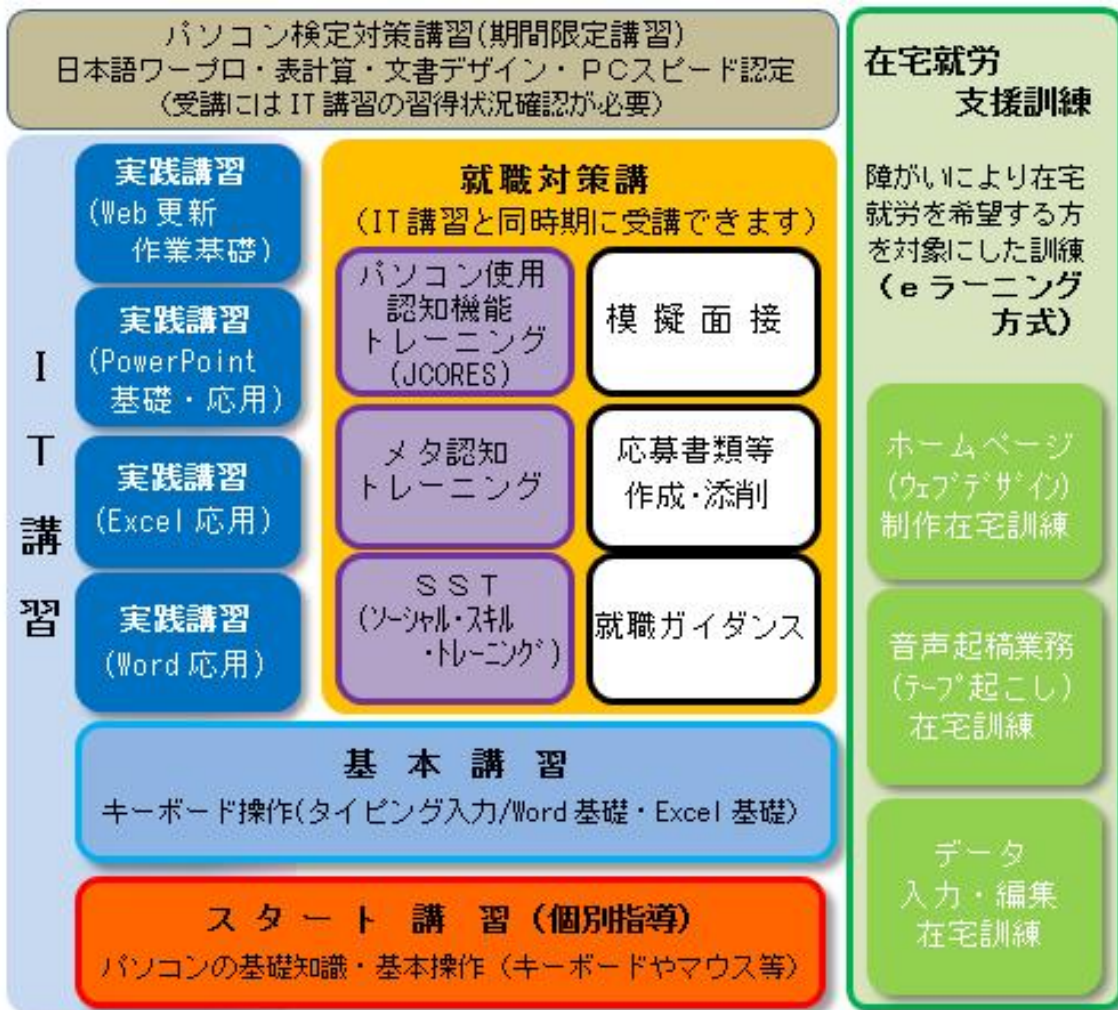 パソコン検定対策講習(期間限定講習)
日本語ワープロ・表計算・文書デザイン・PCスピード認定
(受講にはIT講習の習得状況確認が必要)
IT講習
実践講習
(Web更新
作業基礎)
実践講習
(PowerPoint
基礎・応用)
実践講習
(Excel応用)
実践講習
(Word応用)
就職対策講
(IT講習と同時期に受講できます)
パソコン使用
認知機能
トレーニング
(JCORES)
模擬面接
メタ認知
トレーニング
応募書類等
作成・添削
SST
(ソーシャル・スキル
・トレーニング)
就職ガイダンス
基本講習
キーボード操作(タイピング入力/Word基礎・Excel基礎)
スタート講習(個別指導)
パソコンの基礎知識・基本操作(キーボードやマウス等)
在宅就労
支援訓練
障がいにより在宅
就労を希望する方
を対象にした訓練
(eラーニング
方式)
ホームページ
(ウェブデザイン)
制作在宅訓練
音声起稿業務
(テープ起こし)
在宅訓練
データ
入力・編集
在宅訓練